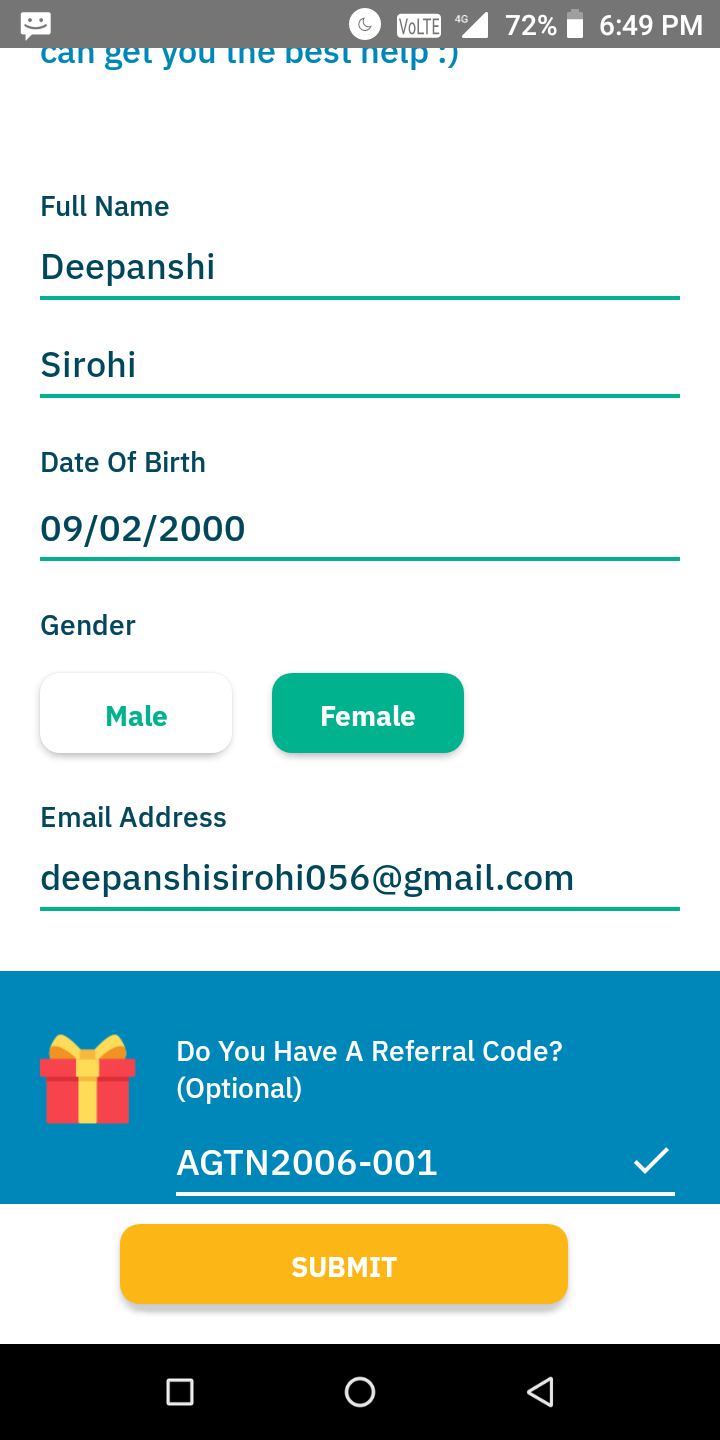 VoLTE 4G 72% 6:49 PM
can get you the best help :)
Full Name
Deepanshi
Sirohi
Date Of Birth
09/02/2000
Gender
Male Female
Email Address
deepanshisirohi056@gmail.com
Do You Have A Referral Code?
(Optional)
AGTN2006-001
SUBMIT